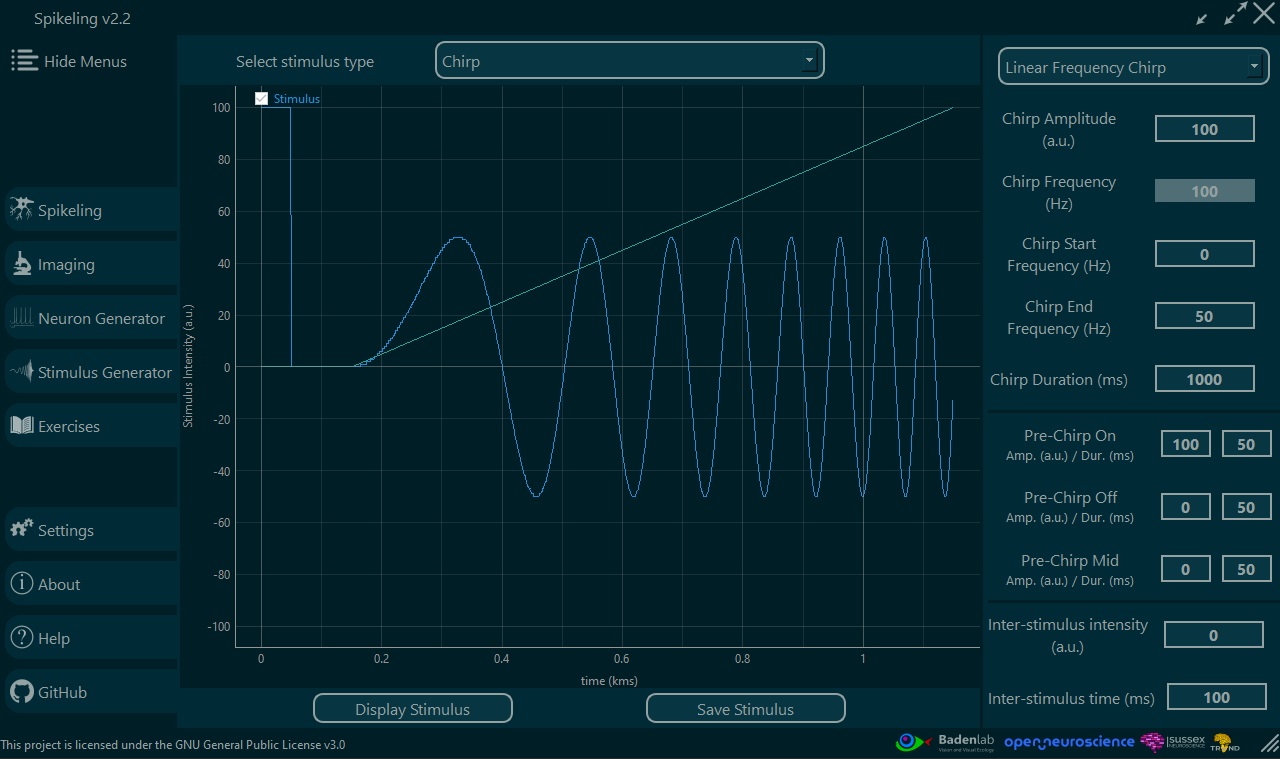 Spikeling v2.2
Hide Menus
Spikeling
Imaging
Neuron Generator
Stimulus Generator
Exercises
Settings
About
Help
GitHub
Select stimulus type
Chirp
Stimulus
100
80
60
40
20
0
-20
-40
-60
-80
-100
Stimulus Intensity (a.u.)
0
0.2
0.4
0.6
0.8
1
time (kms)
Display Stimulus
Save Stimulus
Linear Frequency Chirp
Chirp Amplitude
(a.u.)
100
Chirp Frequency
(Hz)
100
Chirp Start
Frequency (Hz)
0
Chirp End
Frequency (Hz)
50
Chirp Duration (ms)
1000
Pre-Chirp On
Amp. (a.u.) / Dur. (ms)
100 50
Pre-Chirp Off
Amp. (a.u.) / Dur. (ms)
0 50
Pre-Chirp Mid
Amp. (a.u.) / Dur. (ms)
0 50
Inter-stimulus intensity
(a.u.)
0
Inter-stimulus time (ms)
100
This project is licensed under the GNU General Public License v3.0
Badenlab
Vision and Visual Ecology
openneuroscience
SUSSEX
NEUROSCIENCE
TREND